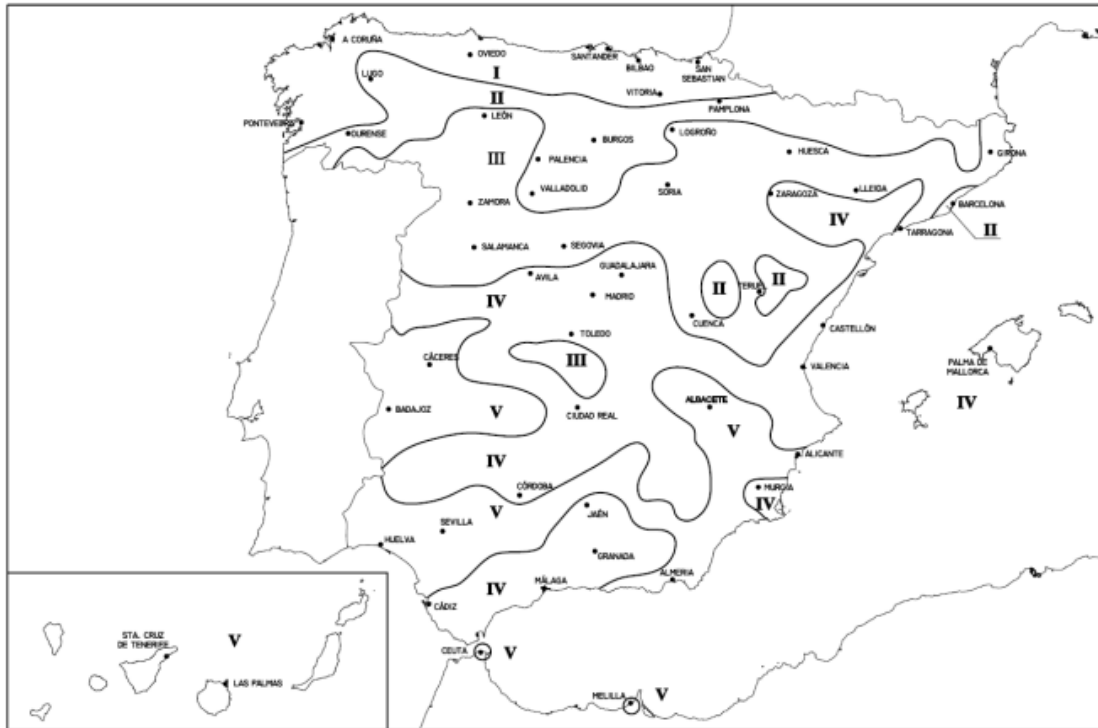 A CORUÑA
OVIEDO
SANTANDER
BILBAO
SAN
SEBASTIAN
LUGO
I
VITORIA
II
PAMPLONA
LEÓN
PONTEVEDRA
OURENSE
LOGROÑO
BURGOS
III
PALENCIA
HUESCA
GIRONA
VALLADOLID
SORIA
ZARAGOZA
LLEIDA
ZAMORA
BARCELONA
IV
TARRAGONA
II
SALAMANCA
SEGOVIA
AVILA
GUADALAJARA
II
TERUEL
II
IV
MADRID
CUENCA
TOLEDO
CASTELLÓN
CÁCERES
III
VALENCIA
PALMA DE
MALLORCA
ALBACETE
IV
BADAJOZ
V
CIUDAD REAL
V
IV
ALICANTE
CÓRDOBA
MURCIA
IV
V
JAÉN
SEVILLA
HUELVA
GRANADA
ALMERIA
IV
MÁLAGA
CÁDIZ
STA. CRUZ
DE TENERIFE
V
CEUTA
V
LAS PALMAS
MELILLA
V